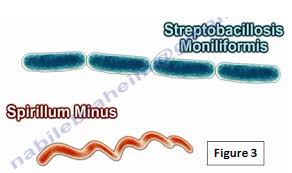 Streptobacillosis
Moniliformis
Spirillum Minus
Figure 3